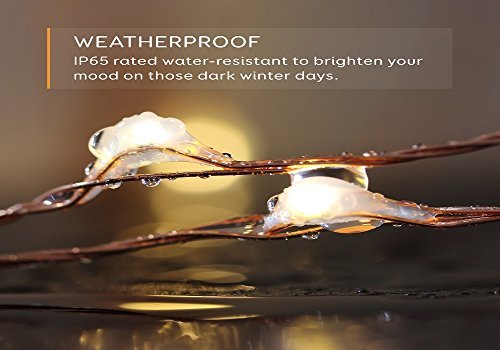 WEATHERPROOF
IP65 rated water-resistant to brighten your
mood on those dark winter days.